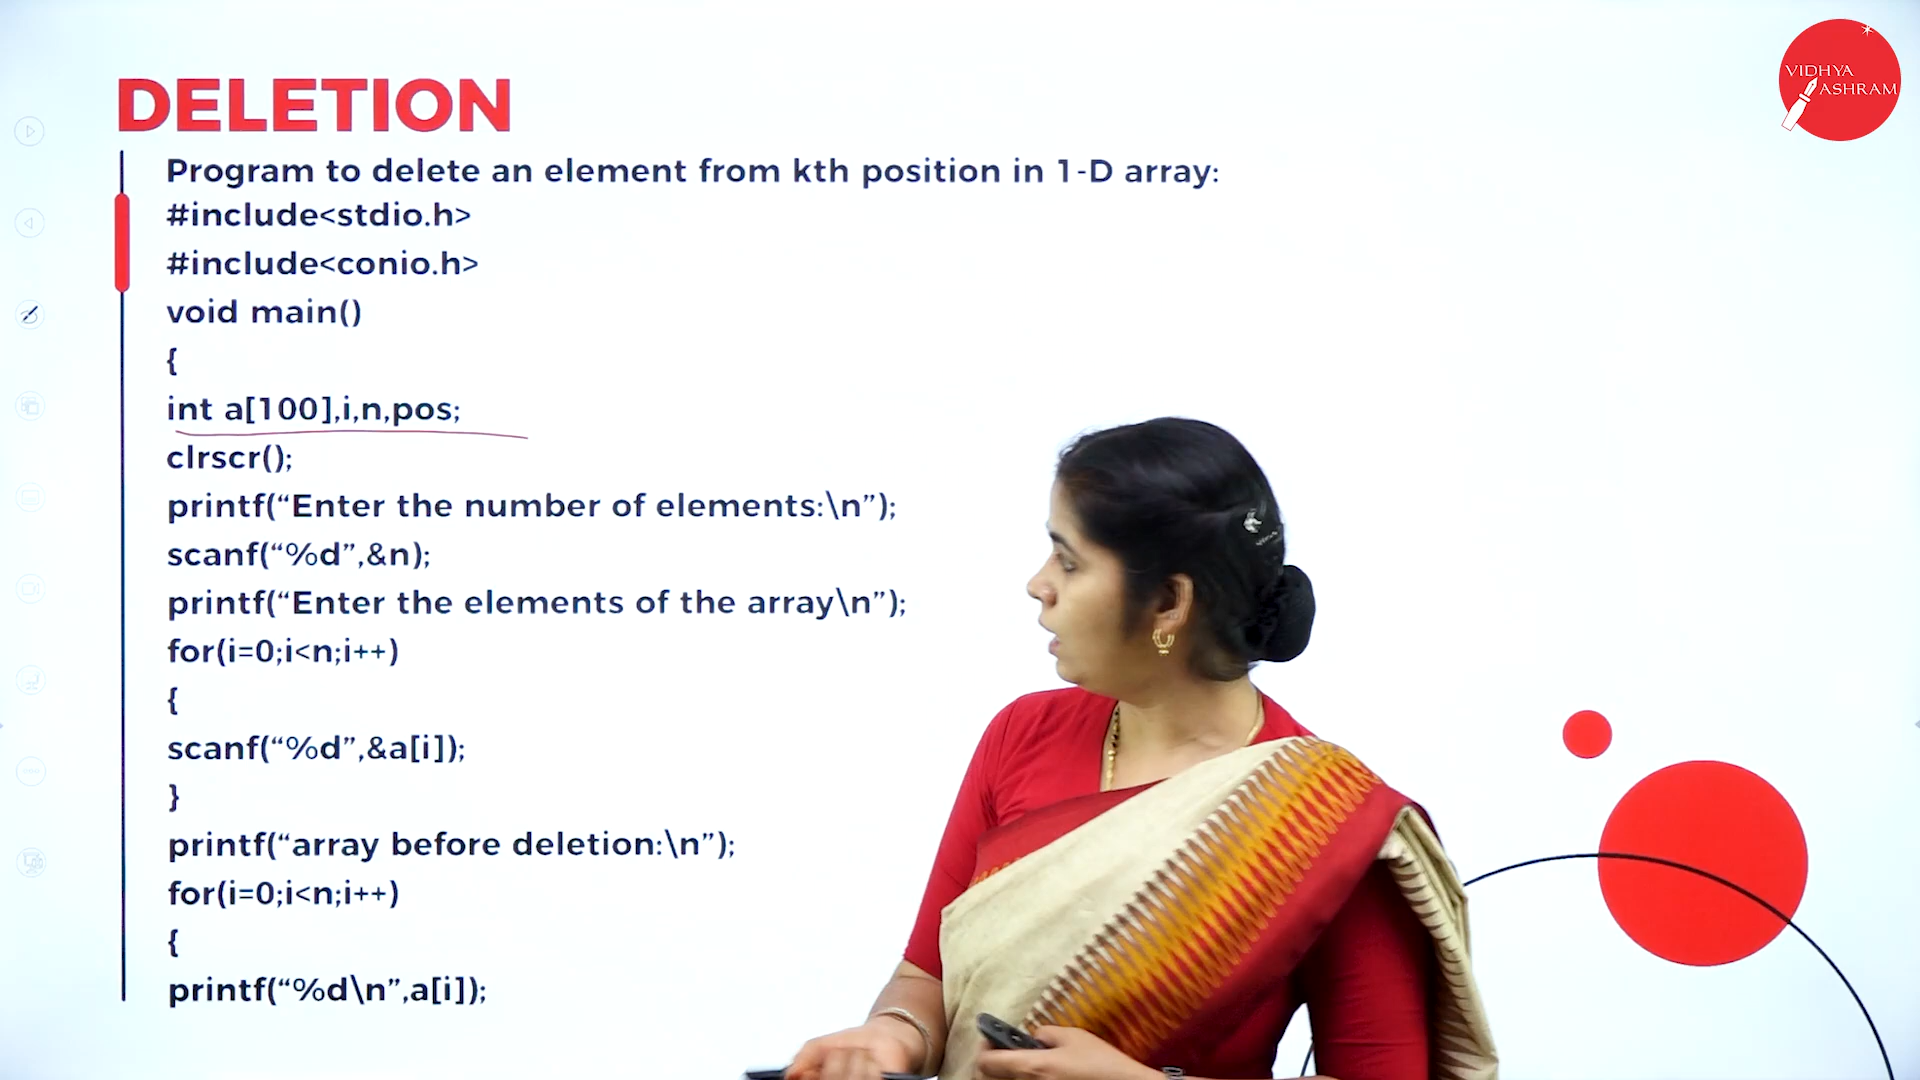 VIDHYA
ASHRAM
DELETION
Program to delete an element from kth position in 1-D array:
#include<stdio.h>
#include<conio.h>
void main()
{
int a[100],i,n,pos;
clrscr();
printf(“Enter the number of elements:\n”);
scanf(“%d”,&n);
printf(“Enter the elements of the array\n”);
for(i=0;i<n;i++)
{
scanf(“%d”,&a[i]);
}
printf(“array before deletion:\n”);
for(i=0;i<n;i++)
{
printf(“%d\n”,a[i]);